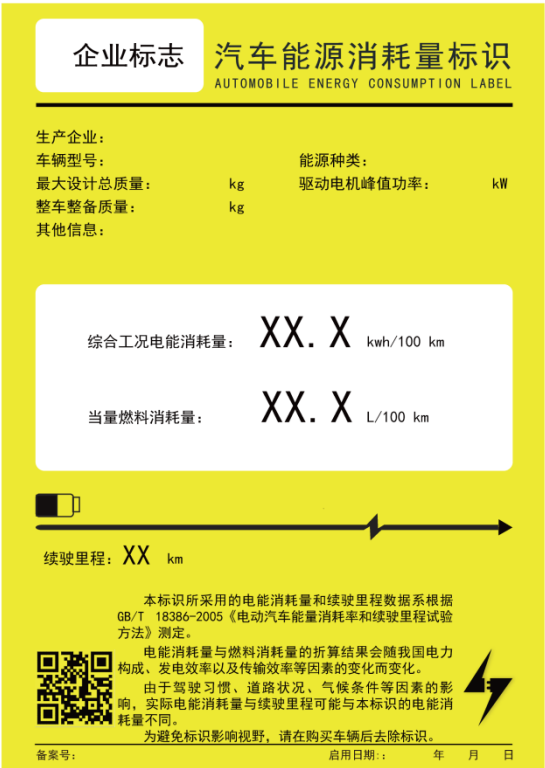 企业标志
汽车能源消耗量标识
AUTOMOBILE ENERGY CONSUMPTION LABEL
生产企业：
车辆型号： 能源种类：
最大设计总质量： kg 驱动电机峰值功率： kW
整车整备质量： kg
其他信息：
综合工况电能消耗量： XX.X kwh/100 km
当量燃料消耗量： XX.X L/100 km
续驶里程：XX km
本标识所采用的电能消耗量和续驶里程数据系根据
GB/T 18386-2005《电动汽车能量消耗率和续驶里程试验
方法》测定。
电能消耗量与燃料消耗量的折算结果会随我国电力
构成、发电效率以及传输效率等因素的变化而变化。
由于驾驶习惯、道路状况、气候条件等因素的影
响，实际电能消耗量与续驶里程可能与本标识的电能消
耗量不同。
为避免标识影响视野，请在购买车辆后去除标识。
备案号： 启用日期：： 年 月 日